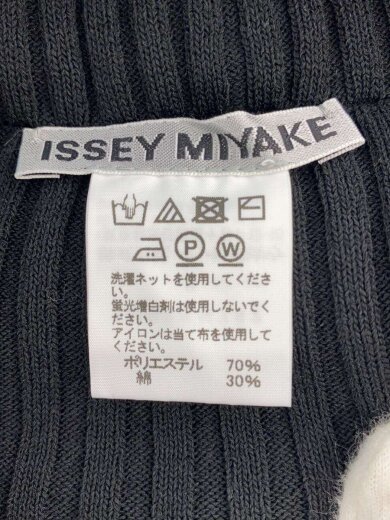 ISSEY MIYAKE
P W
洗濯ネットを使用してくださ
い。
蛍光増白剤は使用しないでく
ださい。
アイロンは当て布を使用して
ください。
ポリエステル 70%
綿 30%